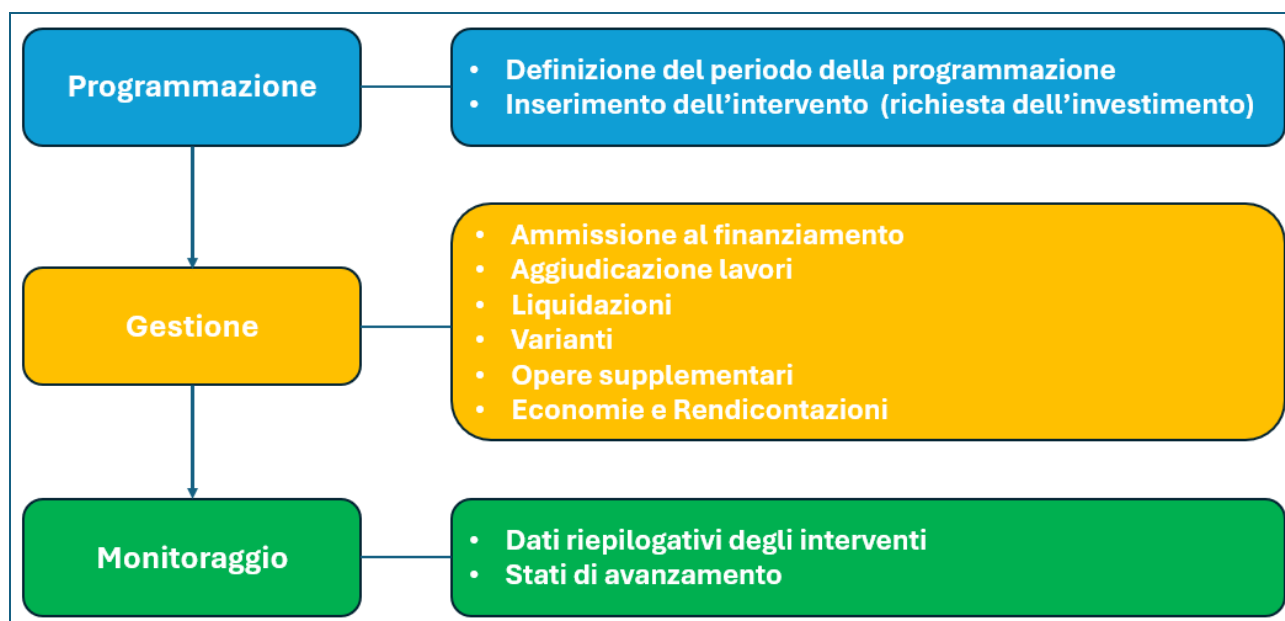 Programmazione
• Definizione del periodo della programmazione
• Inserimento dell’intervento (richiesta dell’investimento)
Gestione
• Ammissione al finanziamento
• Aggiudicazione lavori
• Liquidazioni
• Varianti
• Opere supplementari
• Economie e Rendicontazioni
Monitoraggio
• Dati riepilogativi degli interventi
• Stati di avanzamento